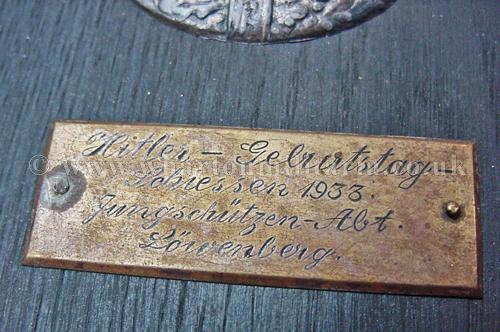 Hitler - Geburtstag
Schiessen 1933.
Jungschützen-Abt.
Löwenberg.